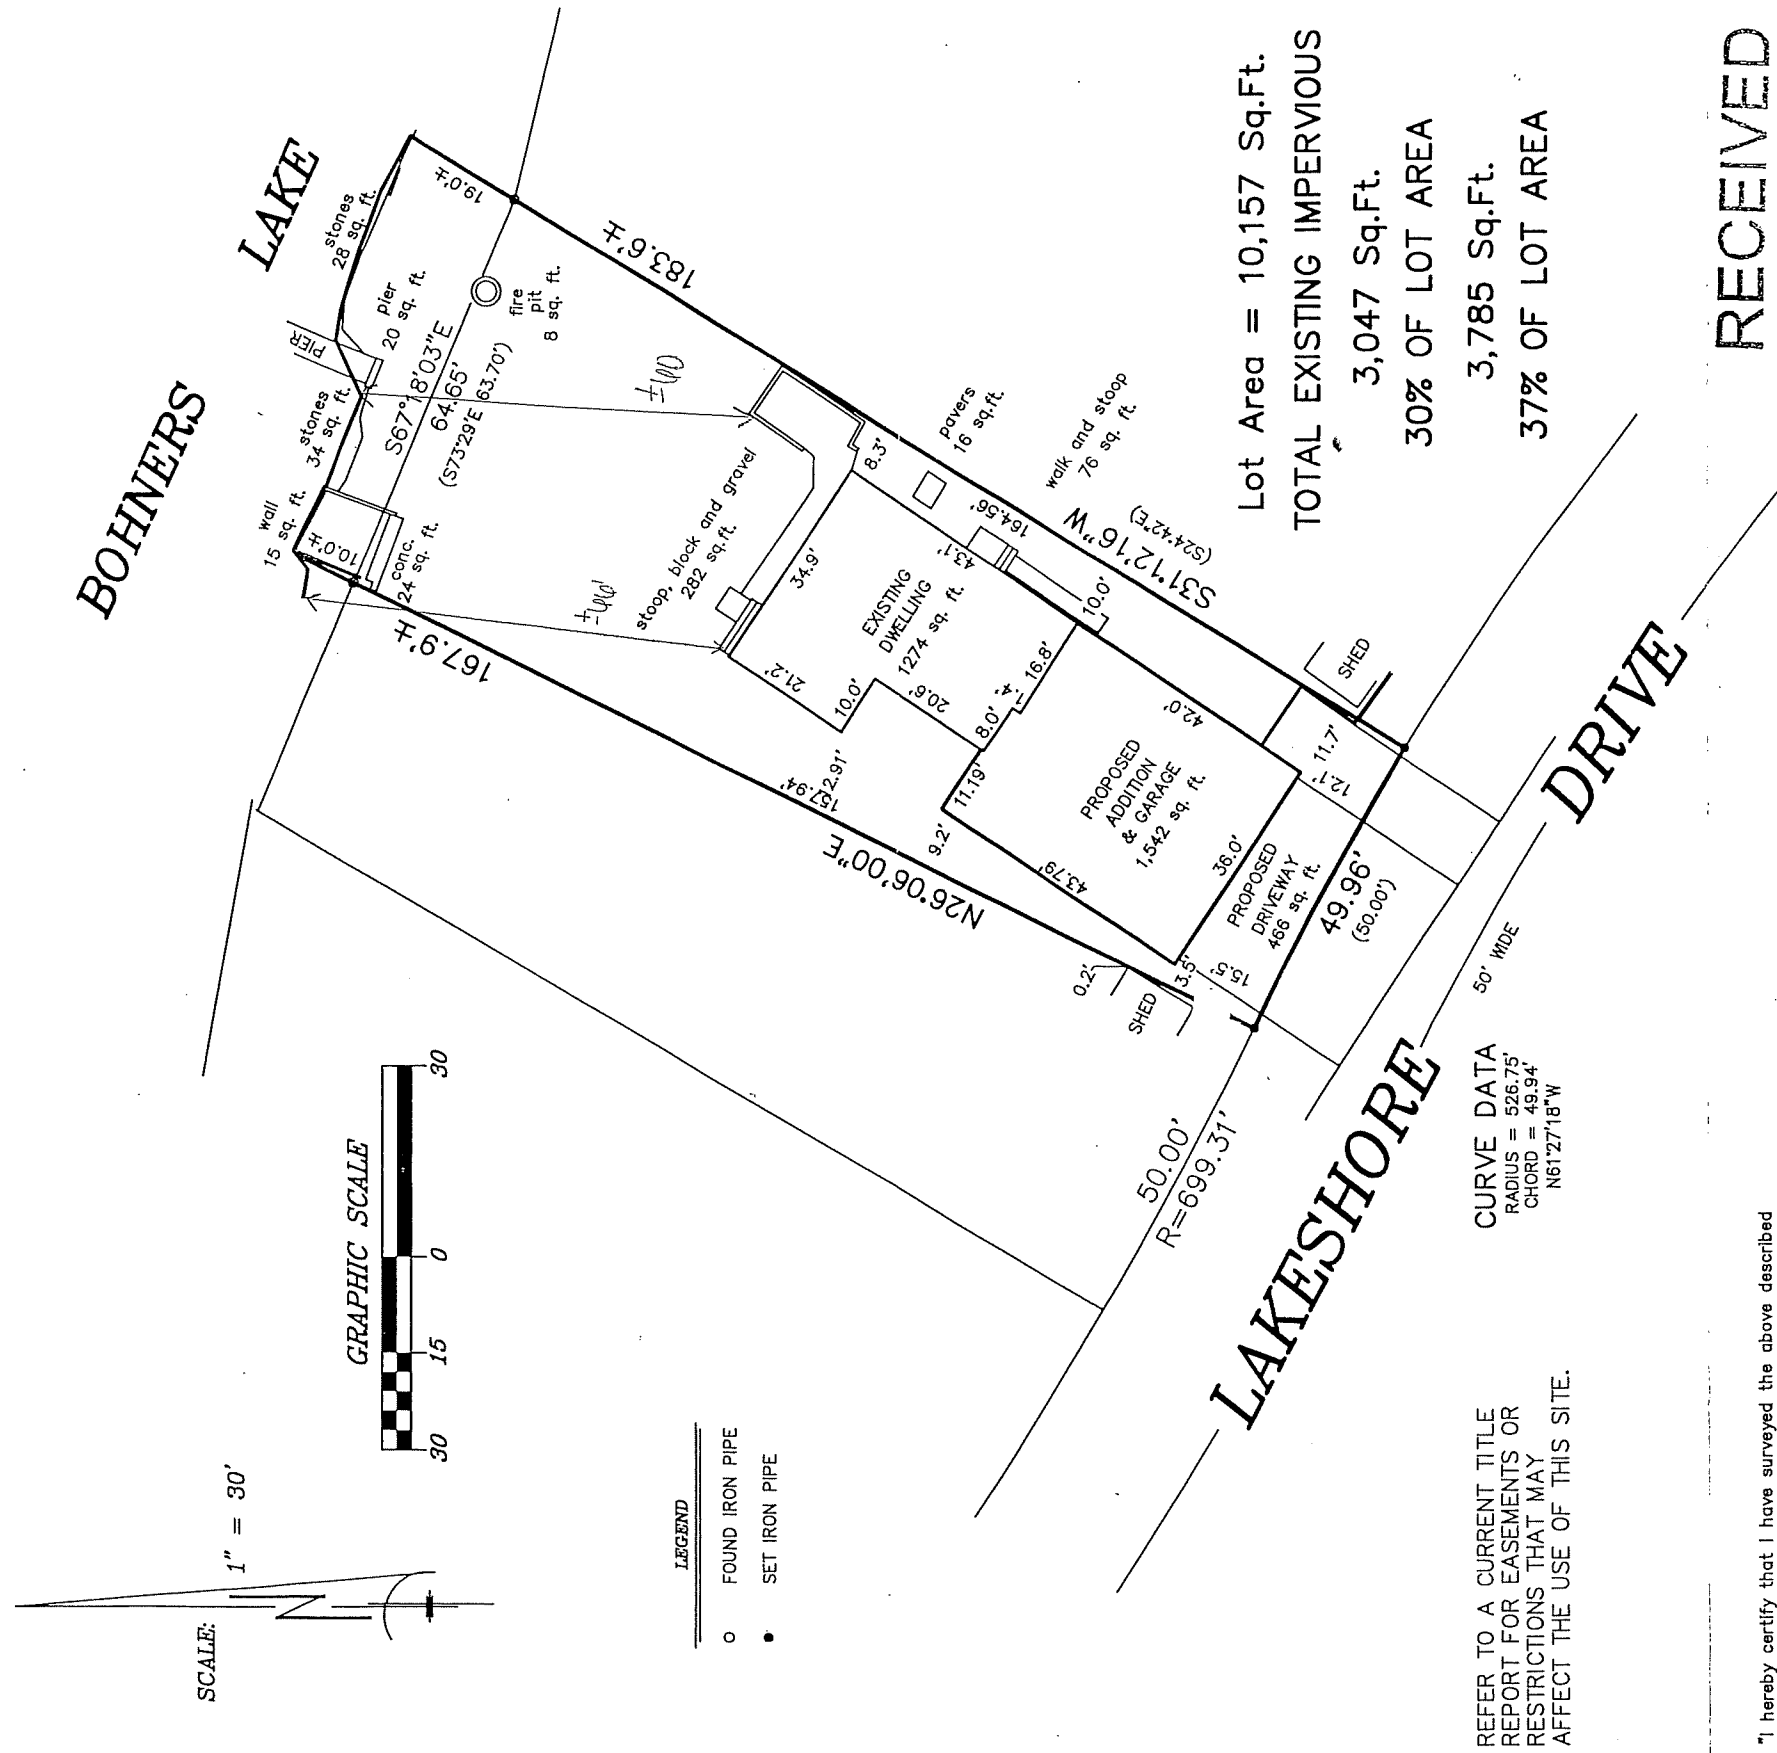 BOHNERS
LAKE
wall
15 sq. ft.
stones
34 sq. ft.
PIER
pier
20 sq. ft.
stones
28 sq. ft.
19.0'±
10.0'±
conc.
24 sq. ft.
S67°18'03"E
64.65'
(S73°29'E 63.70')
fire
pit
8 sq. ft.
183.6'±
167.9'±
±60
stoop, block and gravel
282 sq.ft.
34.9'
8.3'
pavers
16 sq.ft.
walk and stoop
76 sq. ft.
164.56'
S31°12'16"W
(S24°42"E)
EXISTING
DWELLING
1274 sq. ft.
43.1'
21.2'
10.0'
20.6'
8.0'
1.4'
16.8'
10.0'
157.94'
2.91'
11.19'
9.2'
N26°06'00"E
PROPOSED
ADDITION
& GARAGE
1,542 sq. ft.
42.0'
43.79'
36.0'
SHED
11.7'
12.1'
PROPOSED
DRIVEWAY
466 sq. ft.
49.96'
(50.00')
0.2'
SHED
3.5'
15.5'
50.00'
R=699.31'
LAKESHORE
DRIVE
50' WIDE
Lot Area = 10,157 Sq.Ft.
TOTAL EXISTING IMPERVIOUS
3,047 Sq.Ft.
30% OF LOT AREA
3,785 Sq.Ft.
37% OF LOT AREA
RECEIVED
GRAPHIC SCALE
30 15 0 30
SCALE: 1" = 30'
N
LEGEND
FOUND IRON PIPE
SET IRON PIPE
CURVE DATA
RADIUS = 526.75'
CHORD = 49.94'
N61°27'18"W
REFER TO A CURRENT TITLE
REPORT FOR EASEMENTS OR
RESTRICTIONS THAT MAY
AFFECT THE USE OF THIS SITE.
"I hereby certify that I have surveyed the above described